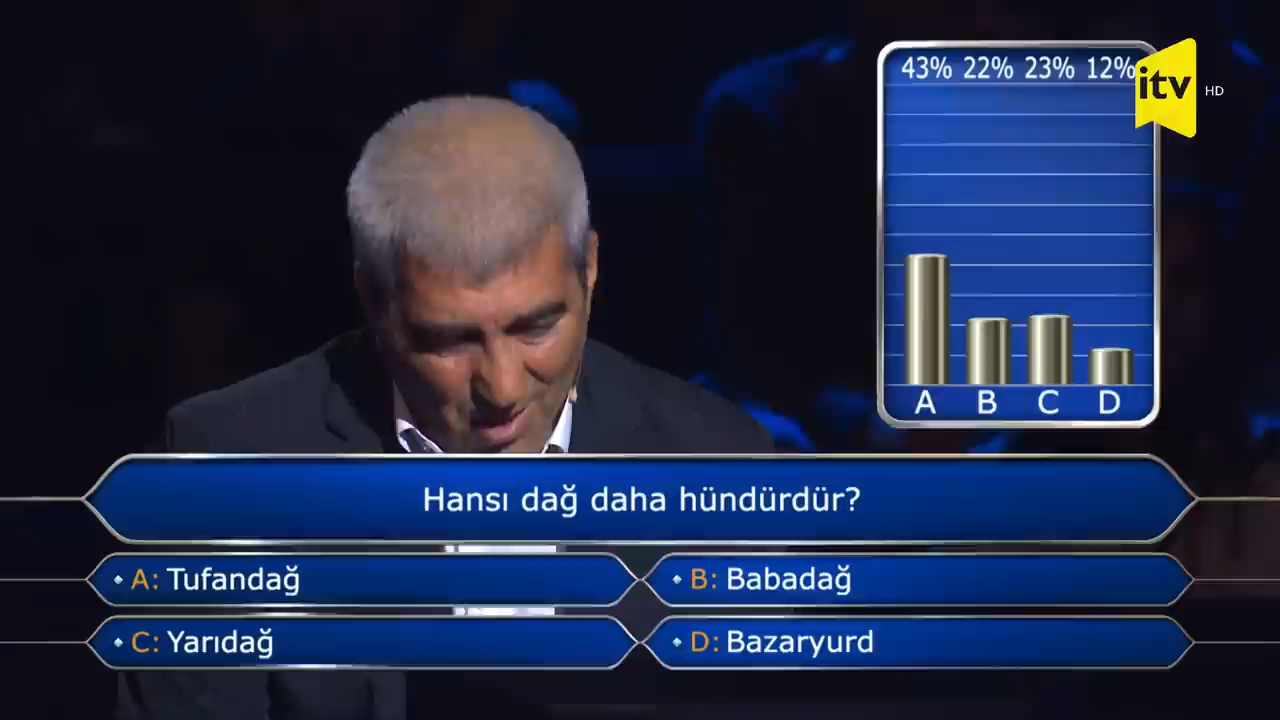 43% 22% 23% 12%
itv HD
A B C D
Hansı dağ daha hündürdür?
A: Tufandağ
B: Babadağ
C: Yarıdağ
D: Bazaryurd